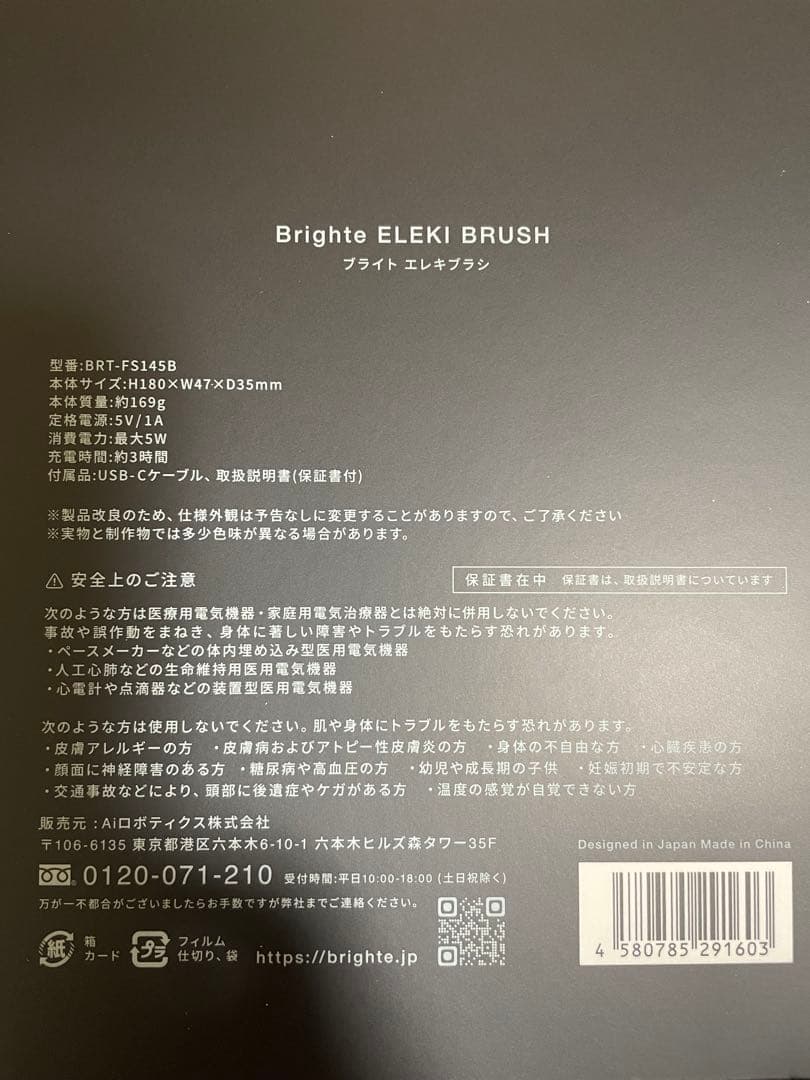 Brighte ELEKI BRUSH
ブライト エレキブラシ
型番:BRT-FS145B
本体サイズ:H180×W47×D35mm
本体質量:約169g
定格電源:5V/1A
消費電力:最大5W
充電時間:約3時間
付属品:USB-Cケーブル、取扱説明書(保証書付)
※製品改良のため、仕様外観は予告なしに変更することがありますので、ご了承ください
※実物と制作物では多少色味が異なる場合があります。
⚠ 安全上のご注意
保証書在中 保証書は、取扱説明書についています
次のような方は医療用電気機器・家庭用電気治療器とは絶対に併用しないでください。
事故や誤作動をまねき、身体に著しい障害やトラブルをもたらす恐れがあります。
・ペースメーカーなどの体内埋め込み型医用電気機器
・人工心肺などの生命維持用医用電気機器
・心電計や点滴器などの装置型医用電気機器
次のような方は使用しないでください。肌や身体にトラブルをもたらす恐れがあります。
・皮膚アレルギーの方 ・皮膚病およびアトピー性皮膚炎の方 ・身体の不自由な方 ・心臓疾患の方
・顔面に神経障害のある方 ・糖尿病や高血圧の方 ・幼児や成長期の子供 ・妊娠初期で不安定な方
・交通事故などにより、頭部に後遺症やケガがある方 ・温度の感覚が自覚できない方
販売元:Aiロボティクス株式会社
〒106-6135 東京都港区六本木6-10-1 六本木ヒルズ森タワー35F
0120-071-210 受付時間:平日10:00-18:00 (土日祝除く)
万が一不都合がございましたらお手数ですが弊社までご連絡ください。
紙 箱 カード
プラ フィルム 仕切り、袋
https://brighte.jp
Designed in Japan Made in China
4 580785 291603